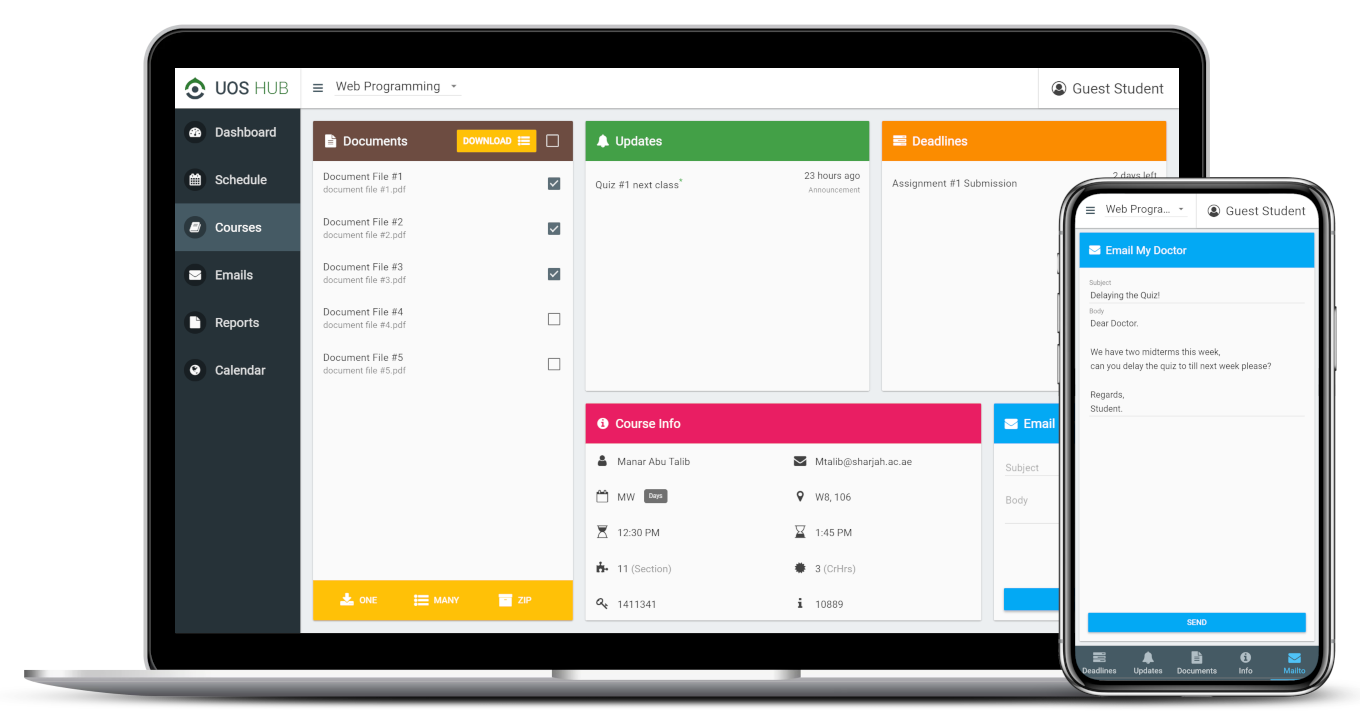 UOS HUB
Web Programming
Guest Student
Dashboard
Schedule
Courses
Emails
Reports
Calendar
Documents
DOWNLOAD
Document File #1
document file #1.pdf
Document File #2
document file #2.pdf
Document File #3
document file #3.pdf
Document File #4
document file #4.pdf
Document File #5
document file #5.pdf
ONE MANY ZIP
Updates
Quiz #1 next class*
23 hours ago
Announcement
Deadlines
Assignment #1 Submission
2 days left
Course Info
Manar Abu Talib
Mtalib@sharjah.ac.ae
MW Days
W8, 106
12:30 PM
1:45 PM
11 (Section)
3 (CrHrs)
1411341
10889
Email
Subject
Body
Web Progra...
Guest Student
Email My Doctor
Subject
Delaying the Quiz!
Body
Dear Doctor.
We have two midterms this week,
can you delay the quiz to till next week please?
Regards,
Student.
SEND
Deadlines Updates Documents Info Mailto